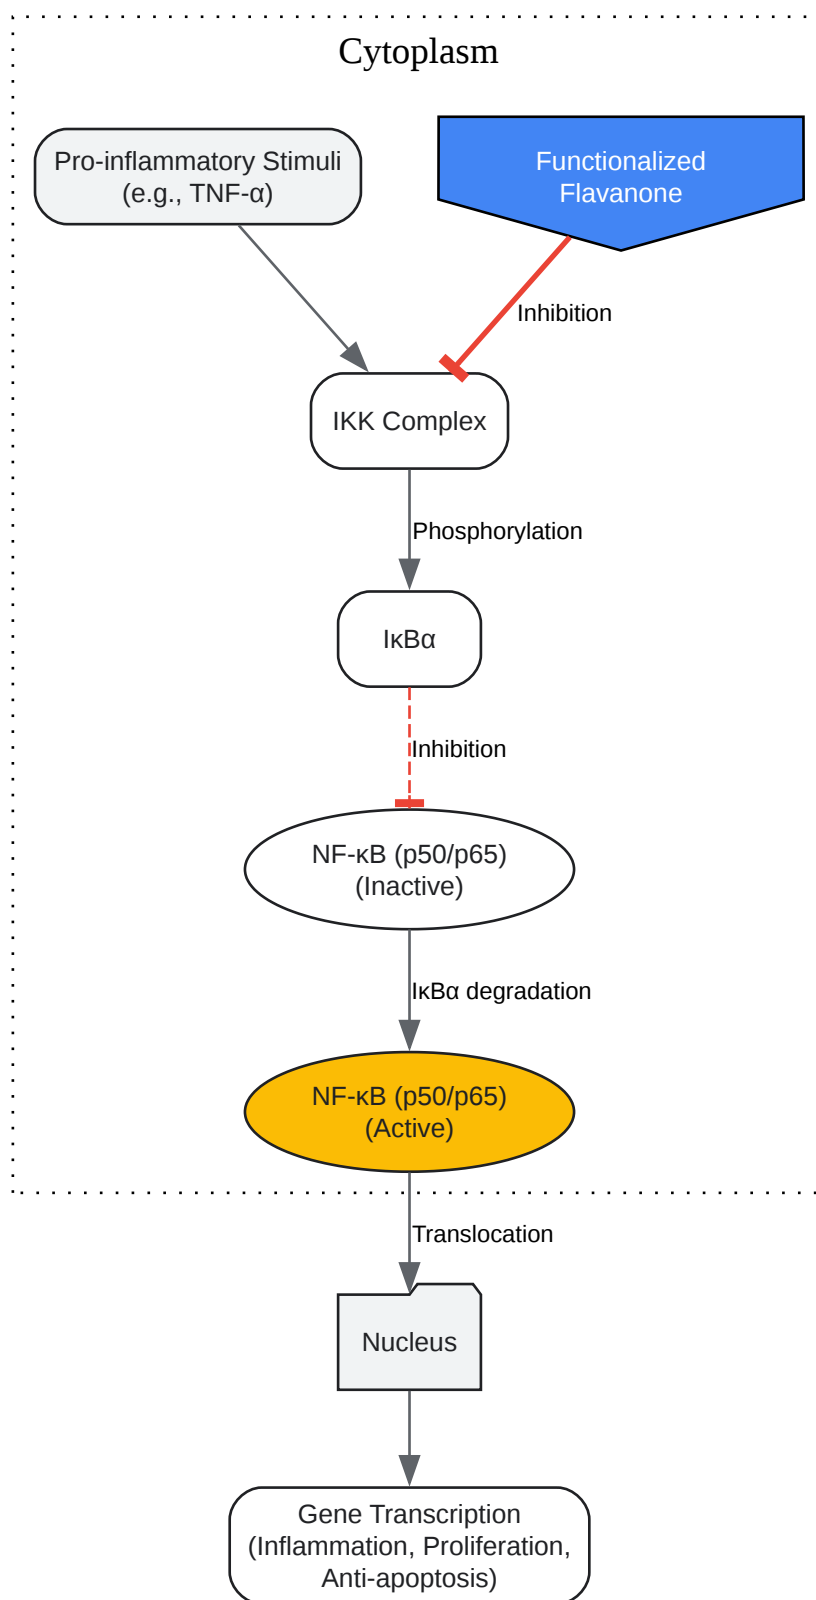 Cytoplasm
Pro-inflammatory Stimuli
(e.g., TNF-α)
Functionalized
Flavanone
Inhibition
IKK Complex
Phosphorylation
IκBα
Inhibition
NF-κB (p50/p65)
(Inactive)
IκBα degradation
NF-κB (p50/p65)
(Active)
Translocation
Nucleus
Gene Transcription
(Inflammation, Proliferation,
Anti-apoptosis)